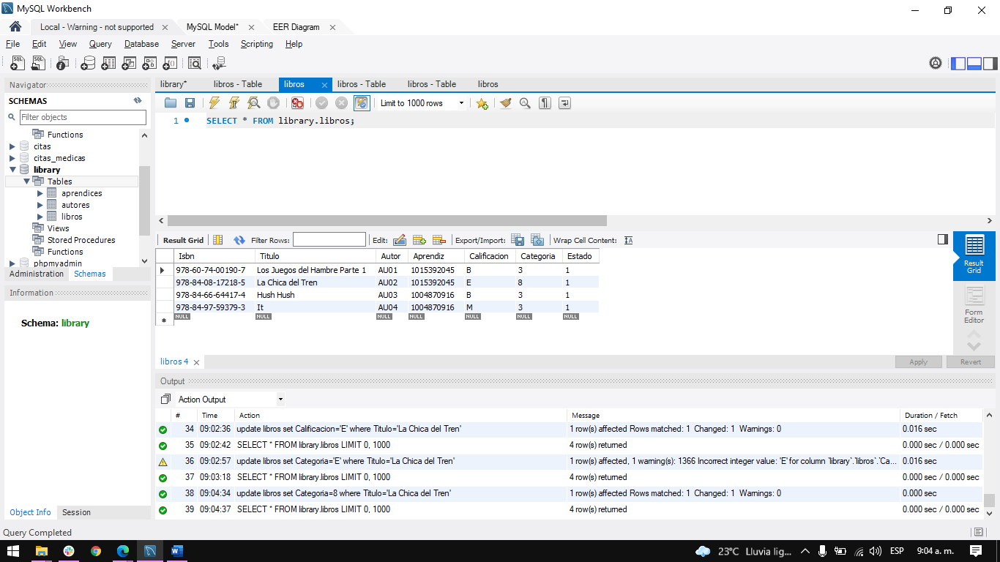 MySQL Workbench
Local - Warning - not supported
MySQL Model*
EER Diagram
File Edit View Query Database Server Tools Scripting Help
Navigator
SCHEMAS
Filter objects
Functions
citas
citas_medicas
library
Tables
aprendices
autores
libros
Views
Stored Procedures
Functions
phpmyadmin
Administration Schemas
Information
Schema: library
Object Info Session
library* libros - Table libros libros - Table libros - Table libros
Limit to 1000 rows
1 SELECT * FROM library.libros;
Result Grid Filter Rows: Edit: Export/Import: Wrap Cell Content:
Isbn Titulo Autor Aprendiz Calificacion Categoria Estado
978-60-74-00190-7 Los Juegos del Hambre Parte 1 AU01 1015392045 B 3 1
978-84-08-17218-5 La Chica del Tren AU02 1015392045 E 8 1
978-84-66-64417-4 Hush Hush AU03 1004870916 B 3 1
978-84-97-59379-3 It AU04 1004870916 M 3 1
NULL NULL NULL NULL NULL NULL NULL
Result Grid
Form Editor
libros 4
Apply Revert
Output
Action Output
# Time Action Message Duration / Fetch
34 09:02:36 update libros set Calificacion='E' where Titulo='La Chica del Tren' 1 row(s) affected Rows matched: 1 Changed: 1 Warnings: 0 0.016 sec
35 09:02:42 SELECT * FROM library.libros LIMIT 0, 1000 4 row(s) returned 0.000 sec / 0.000 sec
36 09:02:57 update libros set Categoria='E' where Titulo='La Chica del Tren' 1 row(s) affected, 1 warning(s): 1366 Incorrect integer value: 'E' for column `library`.`libros`.`Ca... 0.016 sec
37 09:03:18 SELECT * FROM library.libros LIMIT 0, 1000 4 row(s) returned 0.000 sec / 0.000 sec
38 09:04:34 update libros set Categoria=8 where Titulo='La Chica del Tren' 1 row(s) affected Rows matched: 1 Changed: 1 Warnings: 0 0.016 sec
39 09:04:37 SELECT * FROM library.libros LIMIT 0, 1000 4 row(s) returned 0.000 sec / 0.000 sec
Query Completed
23°C Lluvia lig... ESP 9:04 a. m.